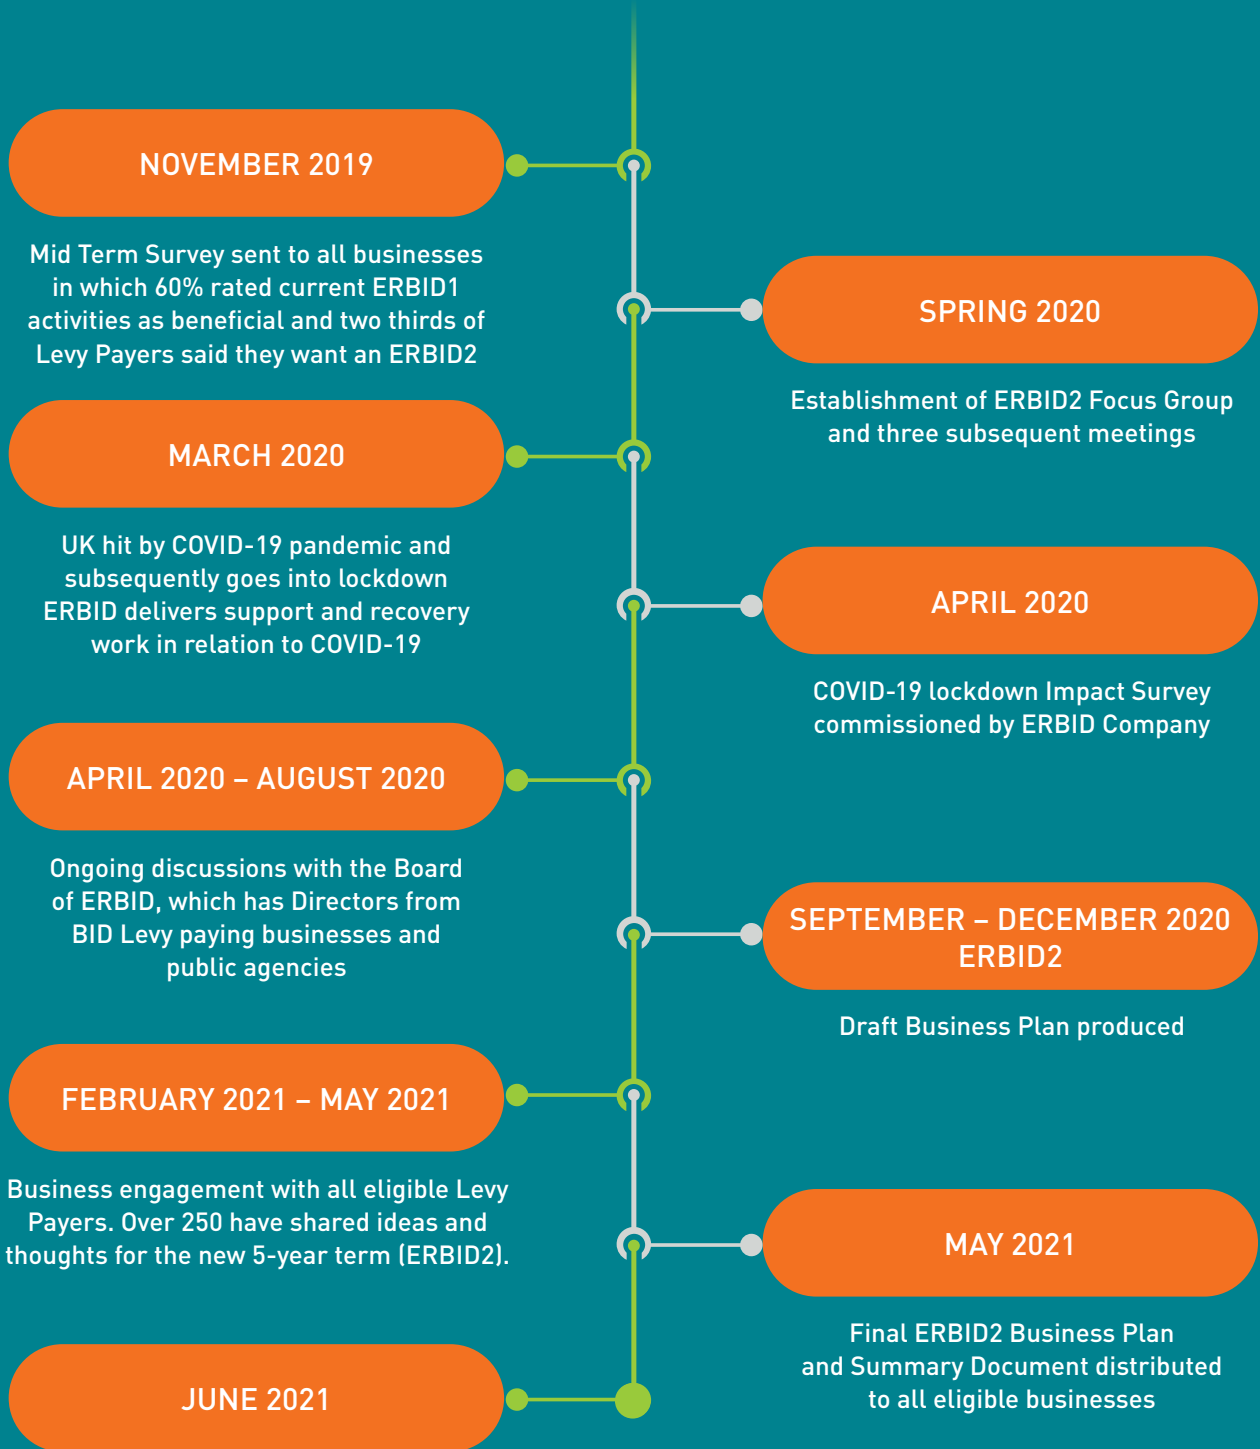 NOVEMBER 2019
Mid Term Survey sent to all businesses
in which 60% rated current ERBID1
activities as beneficial and two thirds of
Levy Payers said they want an ERBID2
SPRING 2020
Establishment of ERBID2 Focus Group
and three subsequent meetings
MARCH 2020
UK hit by COVID-19 pandemic and
subsequently goes into lockdown
ERBID delivers support and recovery
work in relation to COVID-19
APRIL 2020
COVID-19 lockdown Impact Survey
commissioned by ERBID Company
APRIL 2020 – AUGUST 2020
Ongoing discussions with the Board
of ERBID, which has Directors from
BID Levy paying businesses and
public agencies
SEPTEMBER – DECEMBER 2020
ERBID2
Draft Business Plan produced
FEBRUARY 2021 – MAY 2021
Business engagement with all eligible Levy
Payers. Over 250 have shared ideas and
thoughts for the new 5-year term (ERBID2).
MAY 2021
Final ERBID2 Business Plan
and Summary Document distributed
to all eligible businesses
JUNE 2021